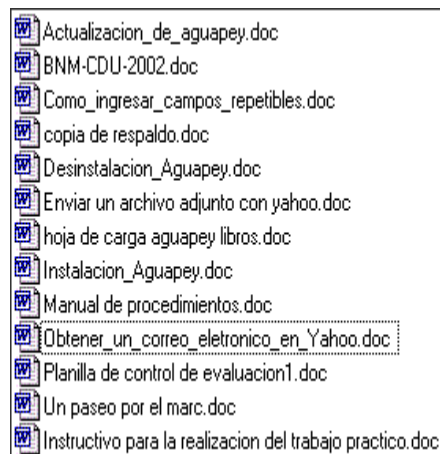 Actualizacion_de_aguapey.doc
BNM-CDU-2002.doc
Como_ingresar_campos_repetibles.doc
copia de respaldo.doc
Desinstalacion_Aguapey.doc
Enviar un archivo adjunto con yahoo.doc
hoja de carga aguapey libros.doc
Instalacion_Aguapey.doc
Manual de procedimientos.doc
Obtener_un_correo_eletronico_en_Yahoo.doc
Planilla de control de evaluacion1.doc
Un paseo por el marc.doc
Instructivo para la realizacion del trabajo practico.doc